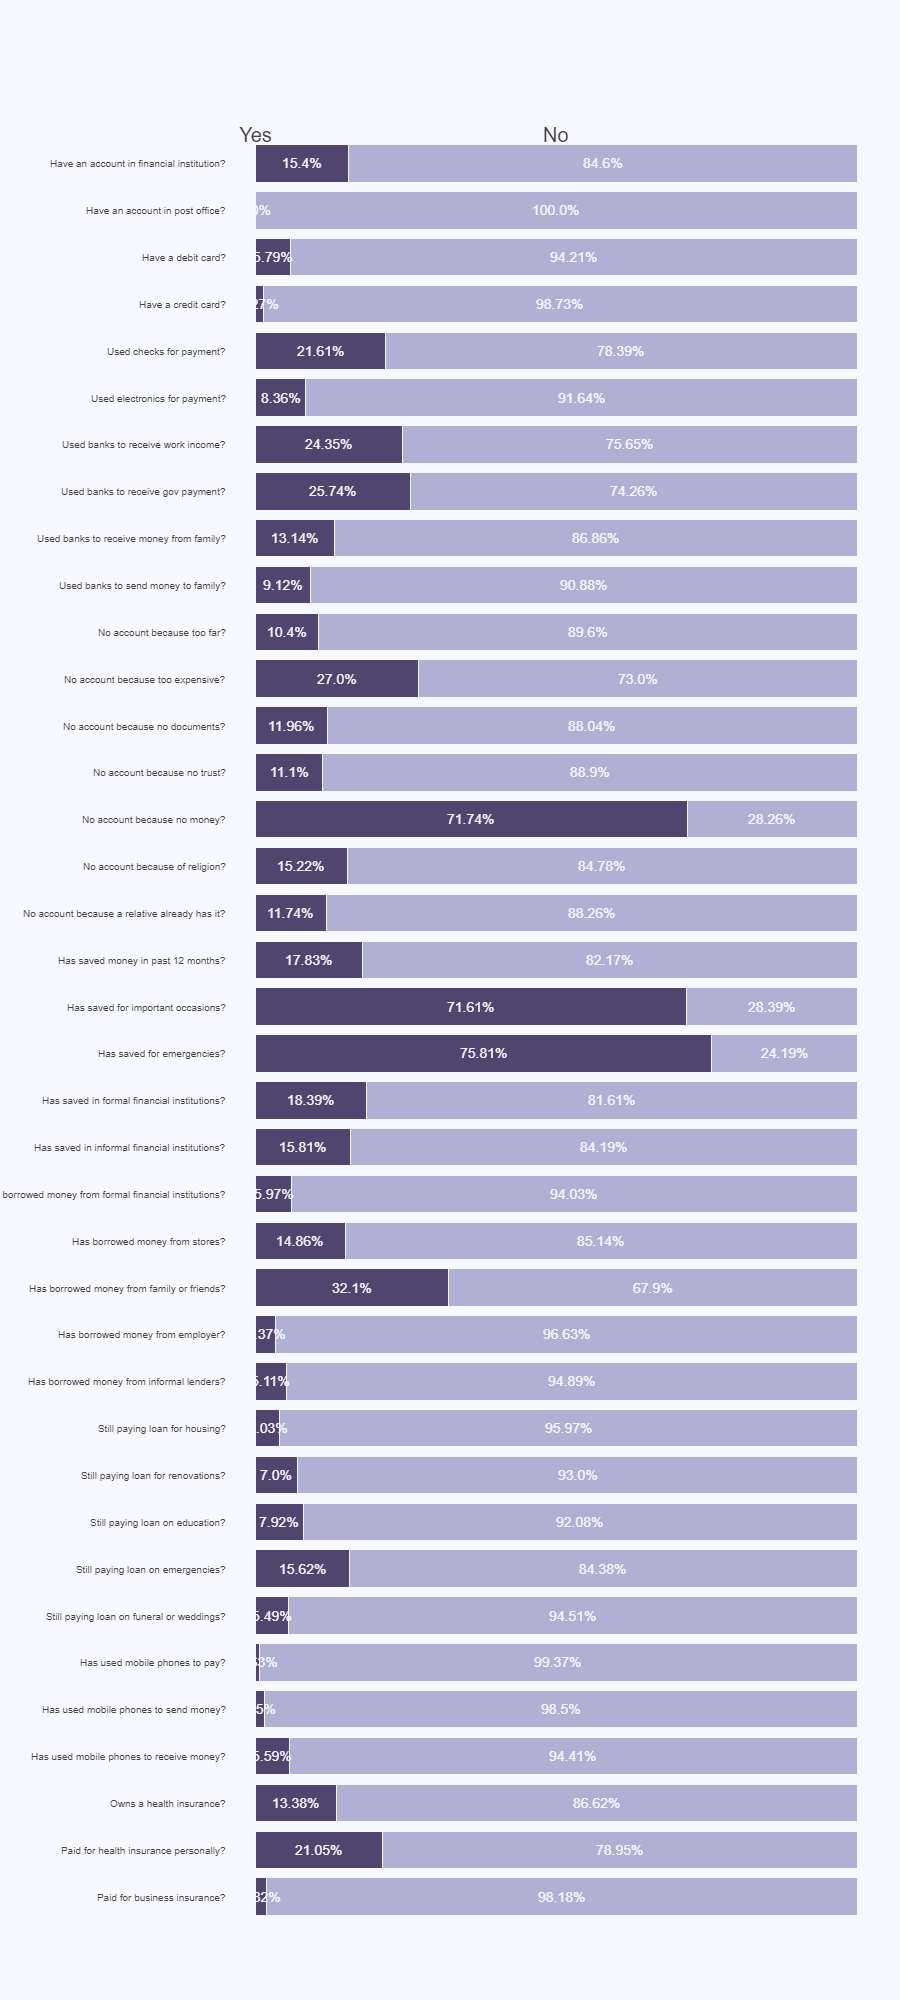 Yes No
Have an account in financial institution? 15.4% 84.6%
Have an account in post office? 0% 100.0%
Have a debit card? 5.79% 94.21%
Have a credit card? 27% 98.73%
Used checks for payment? 21.61% 78.39%
Used electronics for payment? 8.36% 91.64%
Used banks to receive work income? 24.35% 75.65%
Used banks to receive gov payment? 25.74% 74.26%
Used banks to receive money from family? 13.14% 86.86%
Used banks to send money to family? 9.12% 90.88%
No account because too far? 10.4% 89.6%
No account because too expensive? 27.0% 73.0%
No account because no documents? 11.96% 88.04%
No account because no trust? 11.1% 88.9%
No account because no money? 71.74% 28.26%
No account because of religion? 15.22% 84.78%
No account because a relative already has it? 11.74% 88.26%
Has saved money in past 12 months? 17.83% 82.17%
Has saved for important occasions? 71.61% 28.39%
Has saved for emergencies? 75.81% 24.19%
Has saved in formal financial institutions? 18.39% 81.61%
Has saved in informal financial institutions? 15.81% 84.19%
borrowed money from formal financial institutions? 5.97% 94.03%
Has borrowed money from stores? 14.86% 85.14%
Has borrowed money from family or friends? 32.1% 67.9%
Has borrowed money from employer? .37% 96.63%
Has borrowed money from informal lenders? 5.11% 94.89%
Still paying loan for housing? .03% 95.97%
Still paying loan for renovations? 7.0% 93.0%
Still paying loan on education? 7.92% 92.08%
Still paying loan on emergencies? 15.62% 84.38%
Still paying loan on funeral or weddings? 5.49% 94.51%
Has used mobile phones to pay? 63% 99.37%
Has used mobile phones to send money? 5% 98.5%
Has used mobile phones to receive money? 5.59% 94.41%
Owns a health insurance? 13.38% 86.62%
Paid for health insurance personally? 21.05% 78.95%
Paid for business insurance? 82% 98.18%